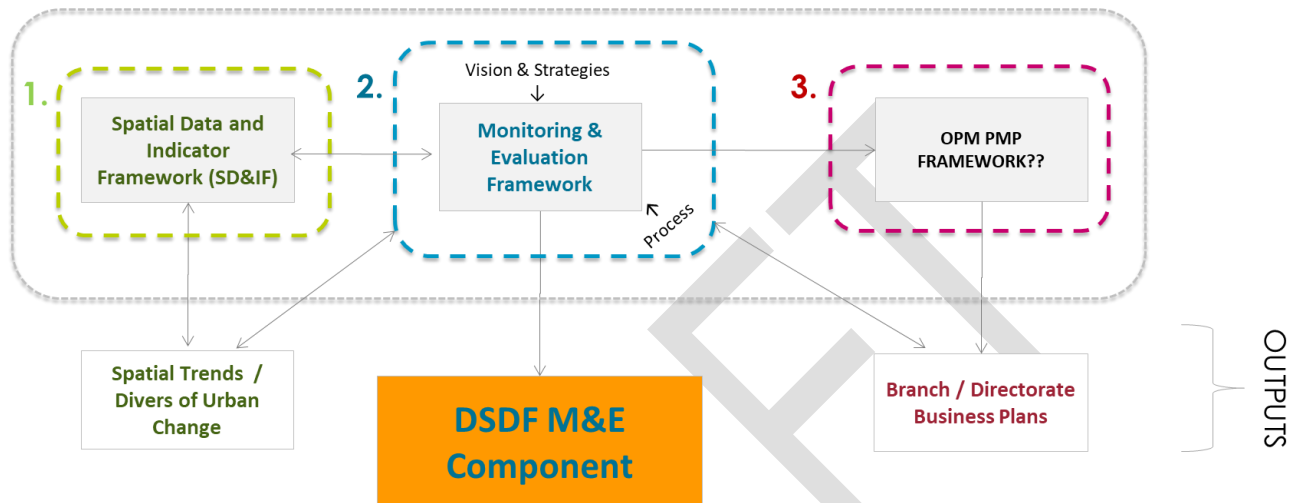 1.
Spatial Data and
Indicator
Framework (SD&IF)
2.
Vision & Strategies
Monitoring &
Evaluation
Framework
Process
3.
OPM PMP
FRAMEWORK??
Spatial Trends /
Divers of Urban
Change
DSDF M&E
Component
Branch / Directorate
Business Plans
OUTPUTS